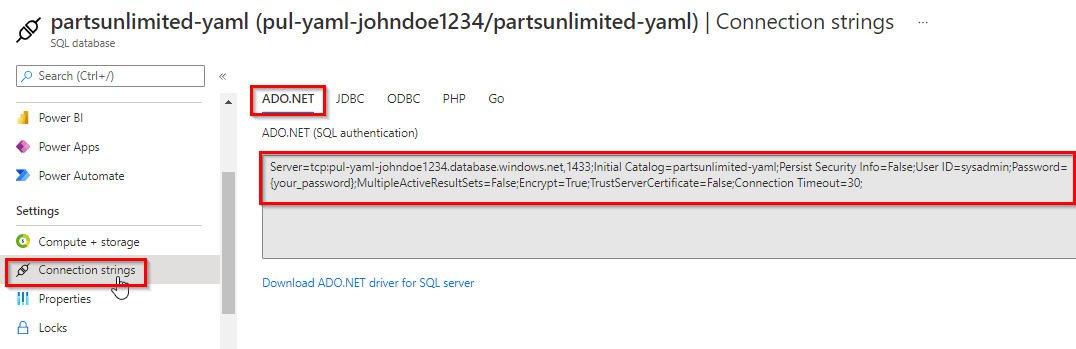 partsunlimited-yaml (pul-yaml-johndoe1234/partsunlimited-yaml) | Connection strings ...
SQL database
Search (Ctrl+/) «
Power BI
Power Apps
Power Automate
Settings
Compute + storage
Connection strings
Properties
Locks
ADO.NET JDBC ODBC PHP Go
ADO.NET (SQL authentication)
Server=tcp:pul-yaml-johndoe1234.database.windows.net,1433;Initial Catalog=partsunlimited-yaml;Persist Security Info=False;User ID=sysadmin;Password=
{your_password};MultipleActiveResultSets=False;Encrypt=True;TrustServerCertificate=False;Connection Timeout=30;
Download ADO.NET driver for SQL server